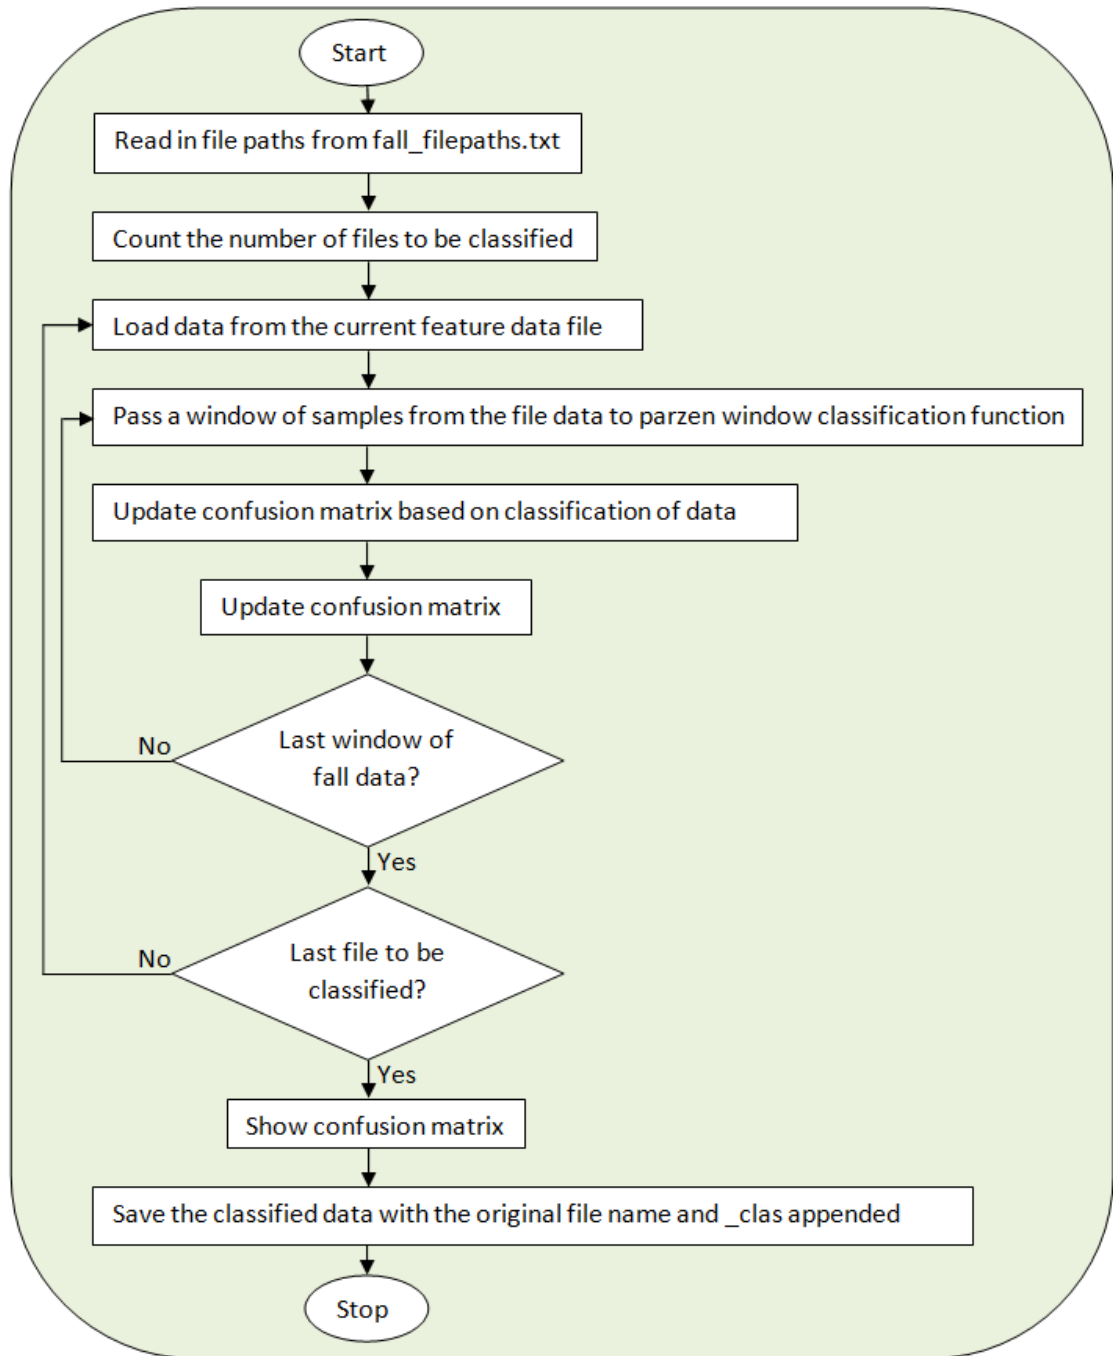 Start
Read in file paths from fall_filepaths.txt
Count the number of files to be classified
Load data from the current feature data file
Pass a window of samples from the file data to parzen window classification function
Update confusion matrix based on classification of data
Update confusion matrix
Last window of
fall data?
No
Yes
Last file to be
classified?
No
Yes
Show confusion matrix
Save the classified data with the original file name and _clas appended
Stop